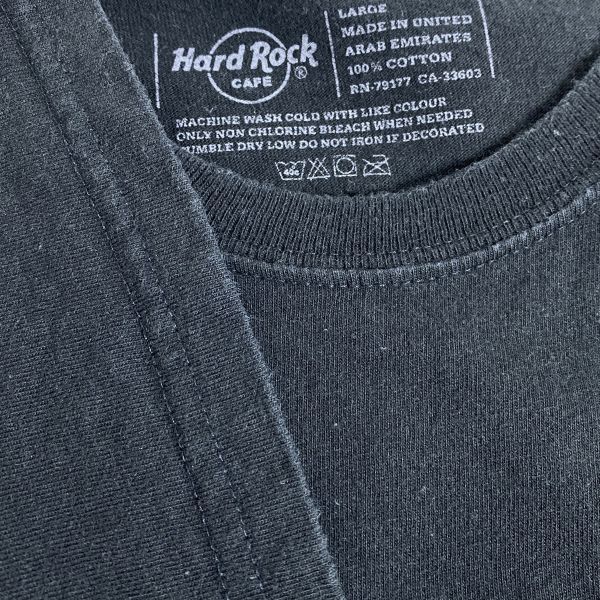 Hard Rock
CAFE
®
LARGE
MADE IN UNITED
ARAB EMIRATES
100% COTTON
RN-79177 CA-33603
MACHINE WASH COLD WITH LIKE COLOUR
ONLY NON CHLORINE BLEACH WHEN NEEDED
TUMBLE DRY LOW DO NOT IRON IF DECORATED
40c